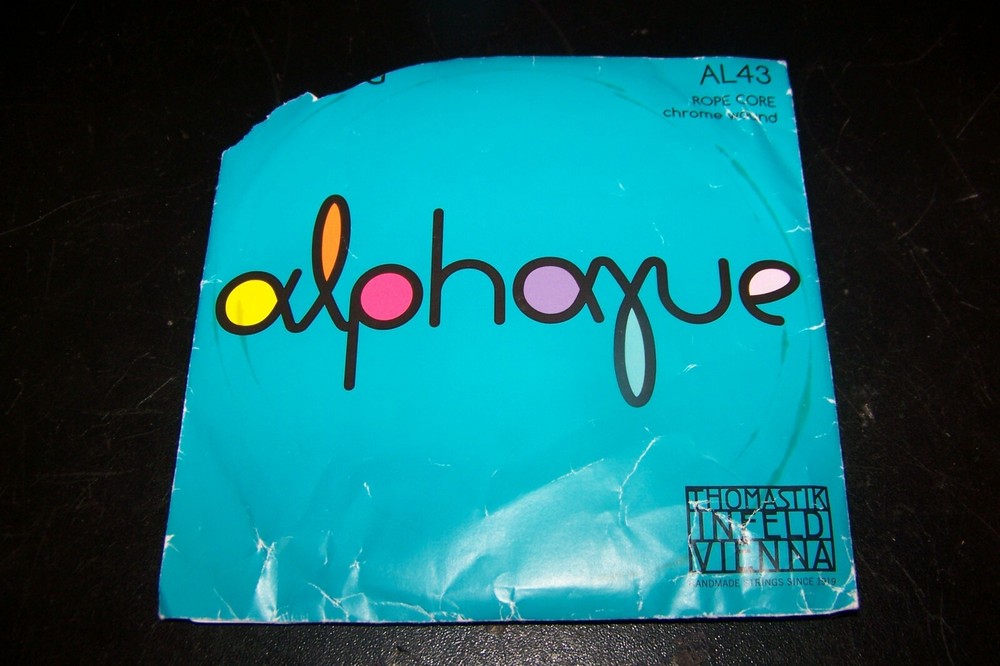 AL43
ROPE CORE
chrome wound
alphayue
THOMASTIK
INFELD
VIENNA
HANDMADE STRINGS SINCE 1919